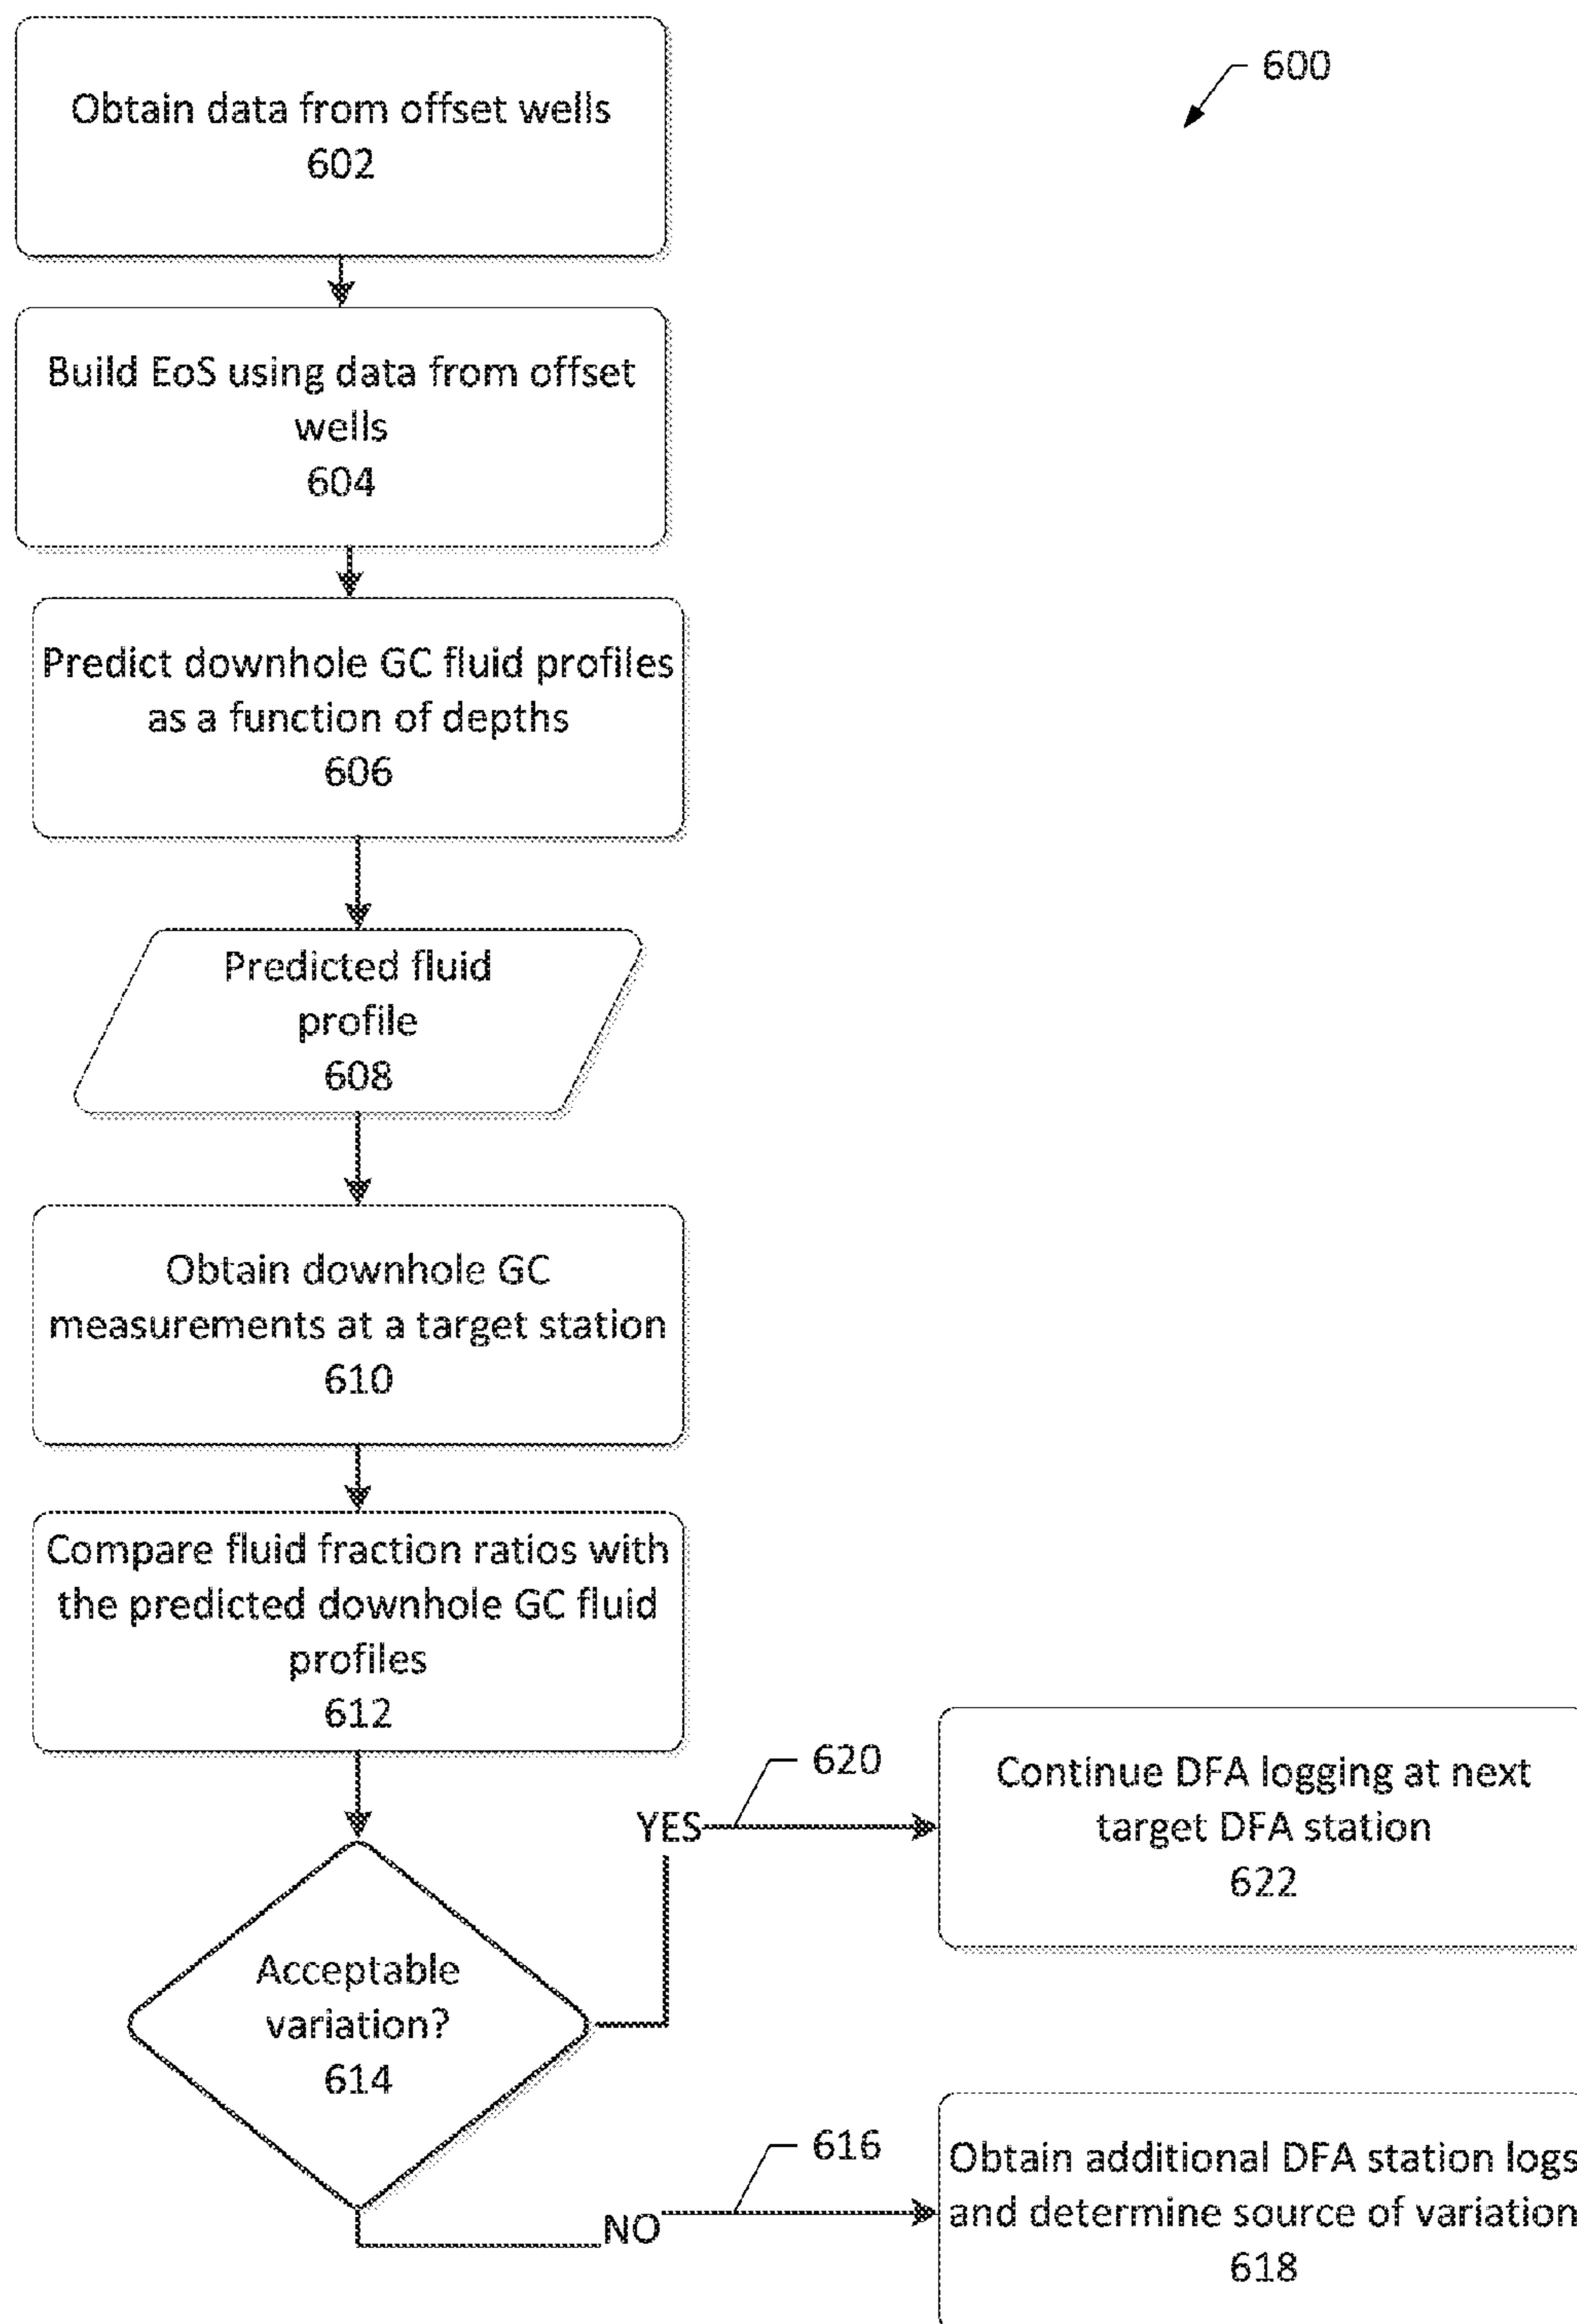 600
Obtain data from offset wells
602
Build EoS using data from offset
wells
604
Predict downhole GC fluid profiles
as a function of depths
606
Predicted fluid
profile
608
Obtain downhole GC
measurements at a target station
610
Compare fluid fraction ratios with
the predicted downhole GC fluid
profiles
612
Acceptable
variation?
614
YES
620
Continue DFA logging at next
target DFA station
622
NO
616
Obtain additional DFA station logs
and determine source of variation
618